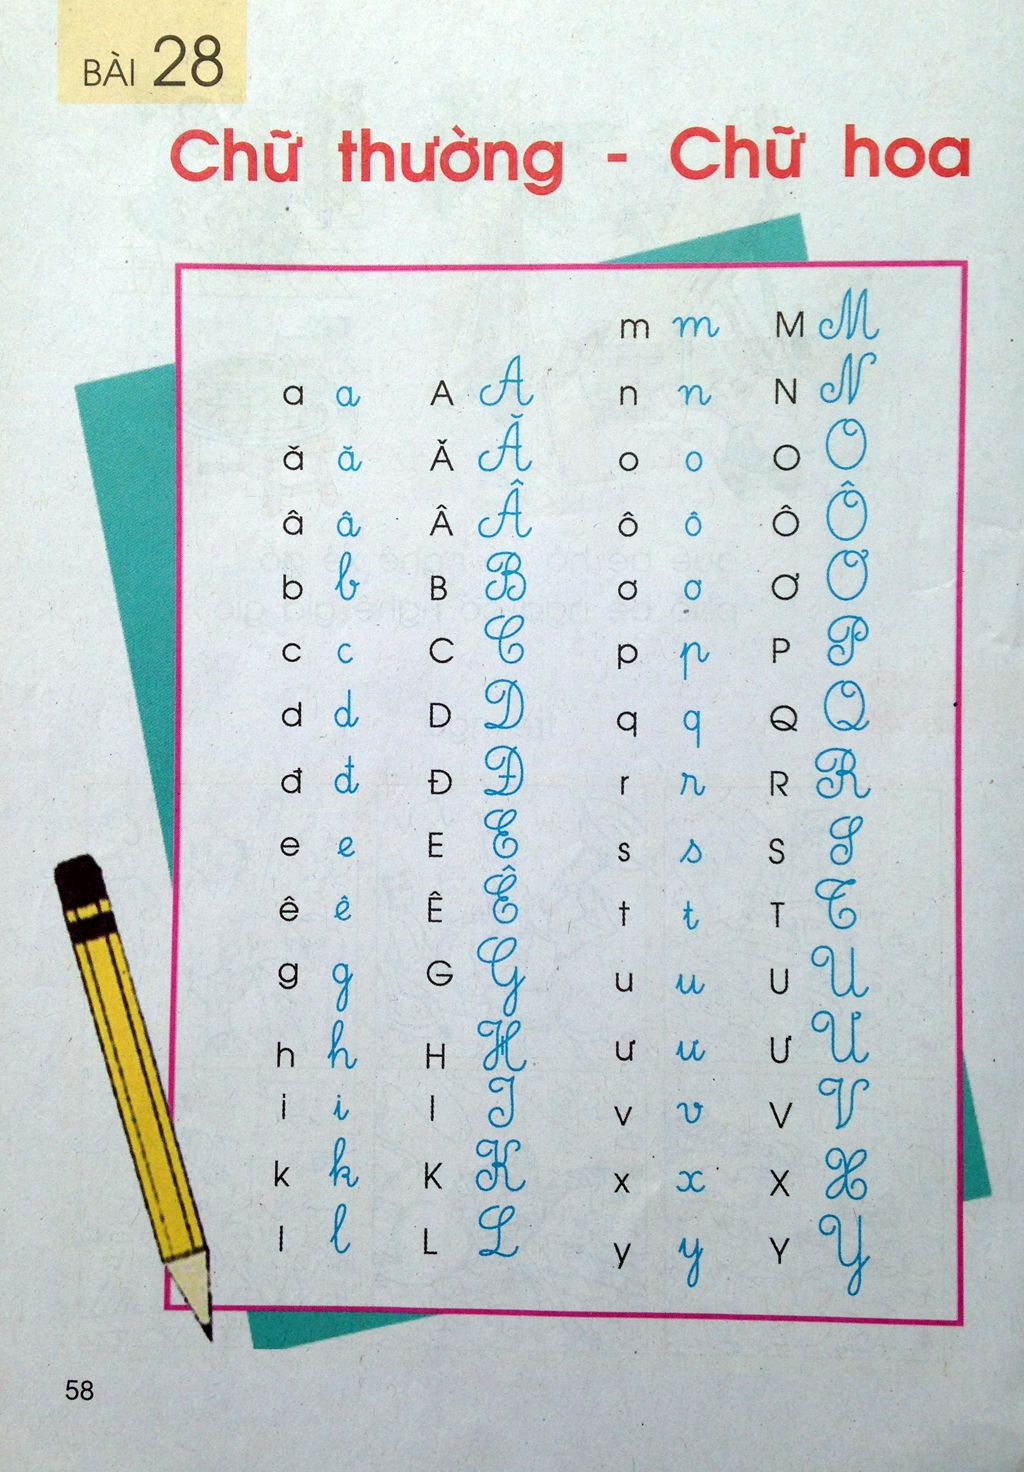 BÀI 28
Chữ thường - Chữ hoa
a a A A
ă ă Ă Ă
â â Â Â
b b B B
c c C C
d d D D
đ đ Đ Đ
e e E E
ê ê Ê Ê
g g G G
h h H H
i i I I
k k K K
l l L L
m m M M
n n N N
o o O O
ô ô Ô Ô
ơ ơ Ơ Ơ
p p P P
q q Q Q
r r R R
s s S S
t t T T
u u U U
ư ư Ư Ư
v v V V
x x X X
y y Y Y
58